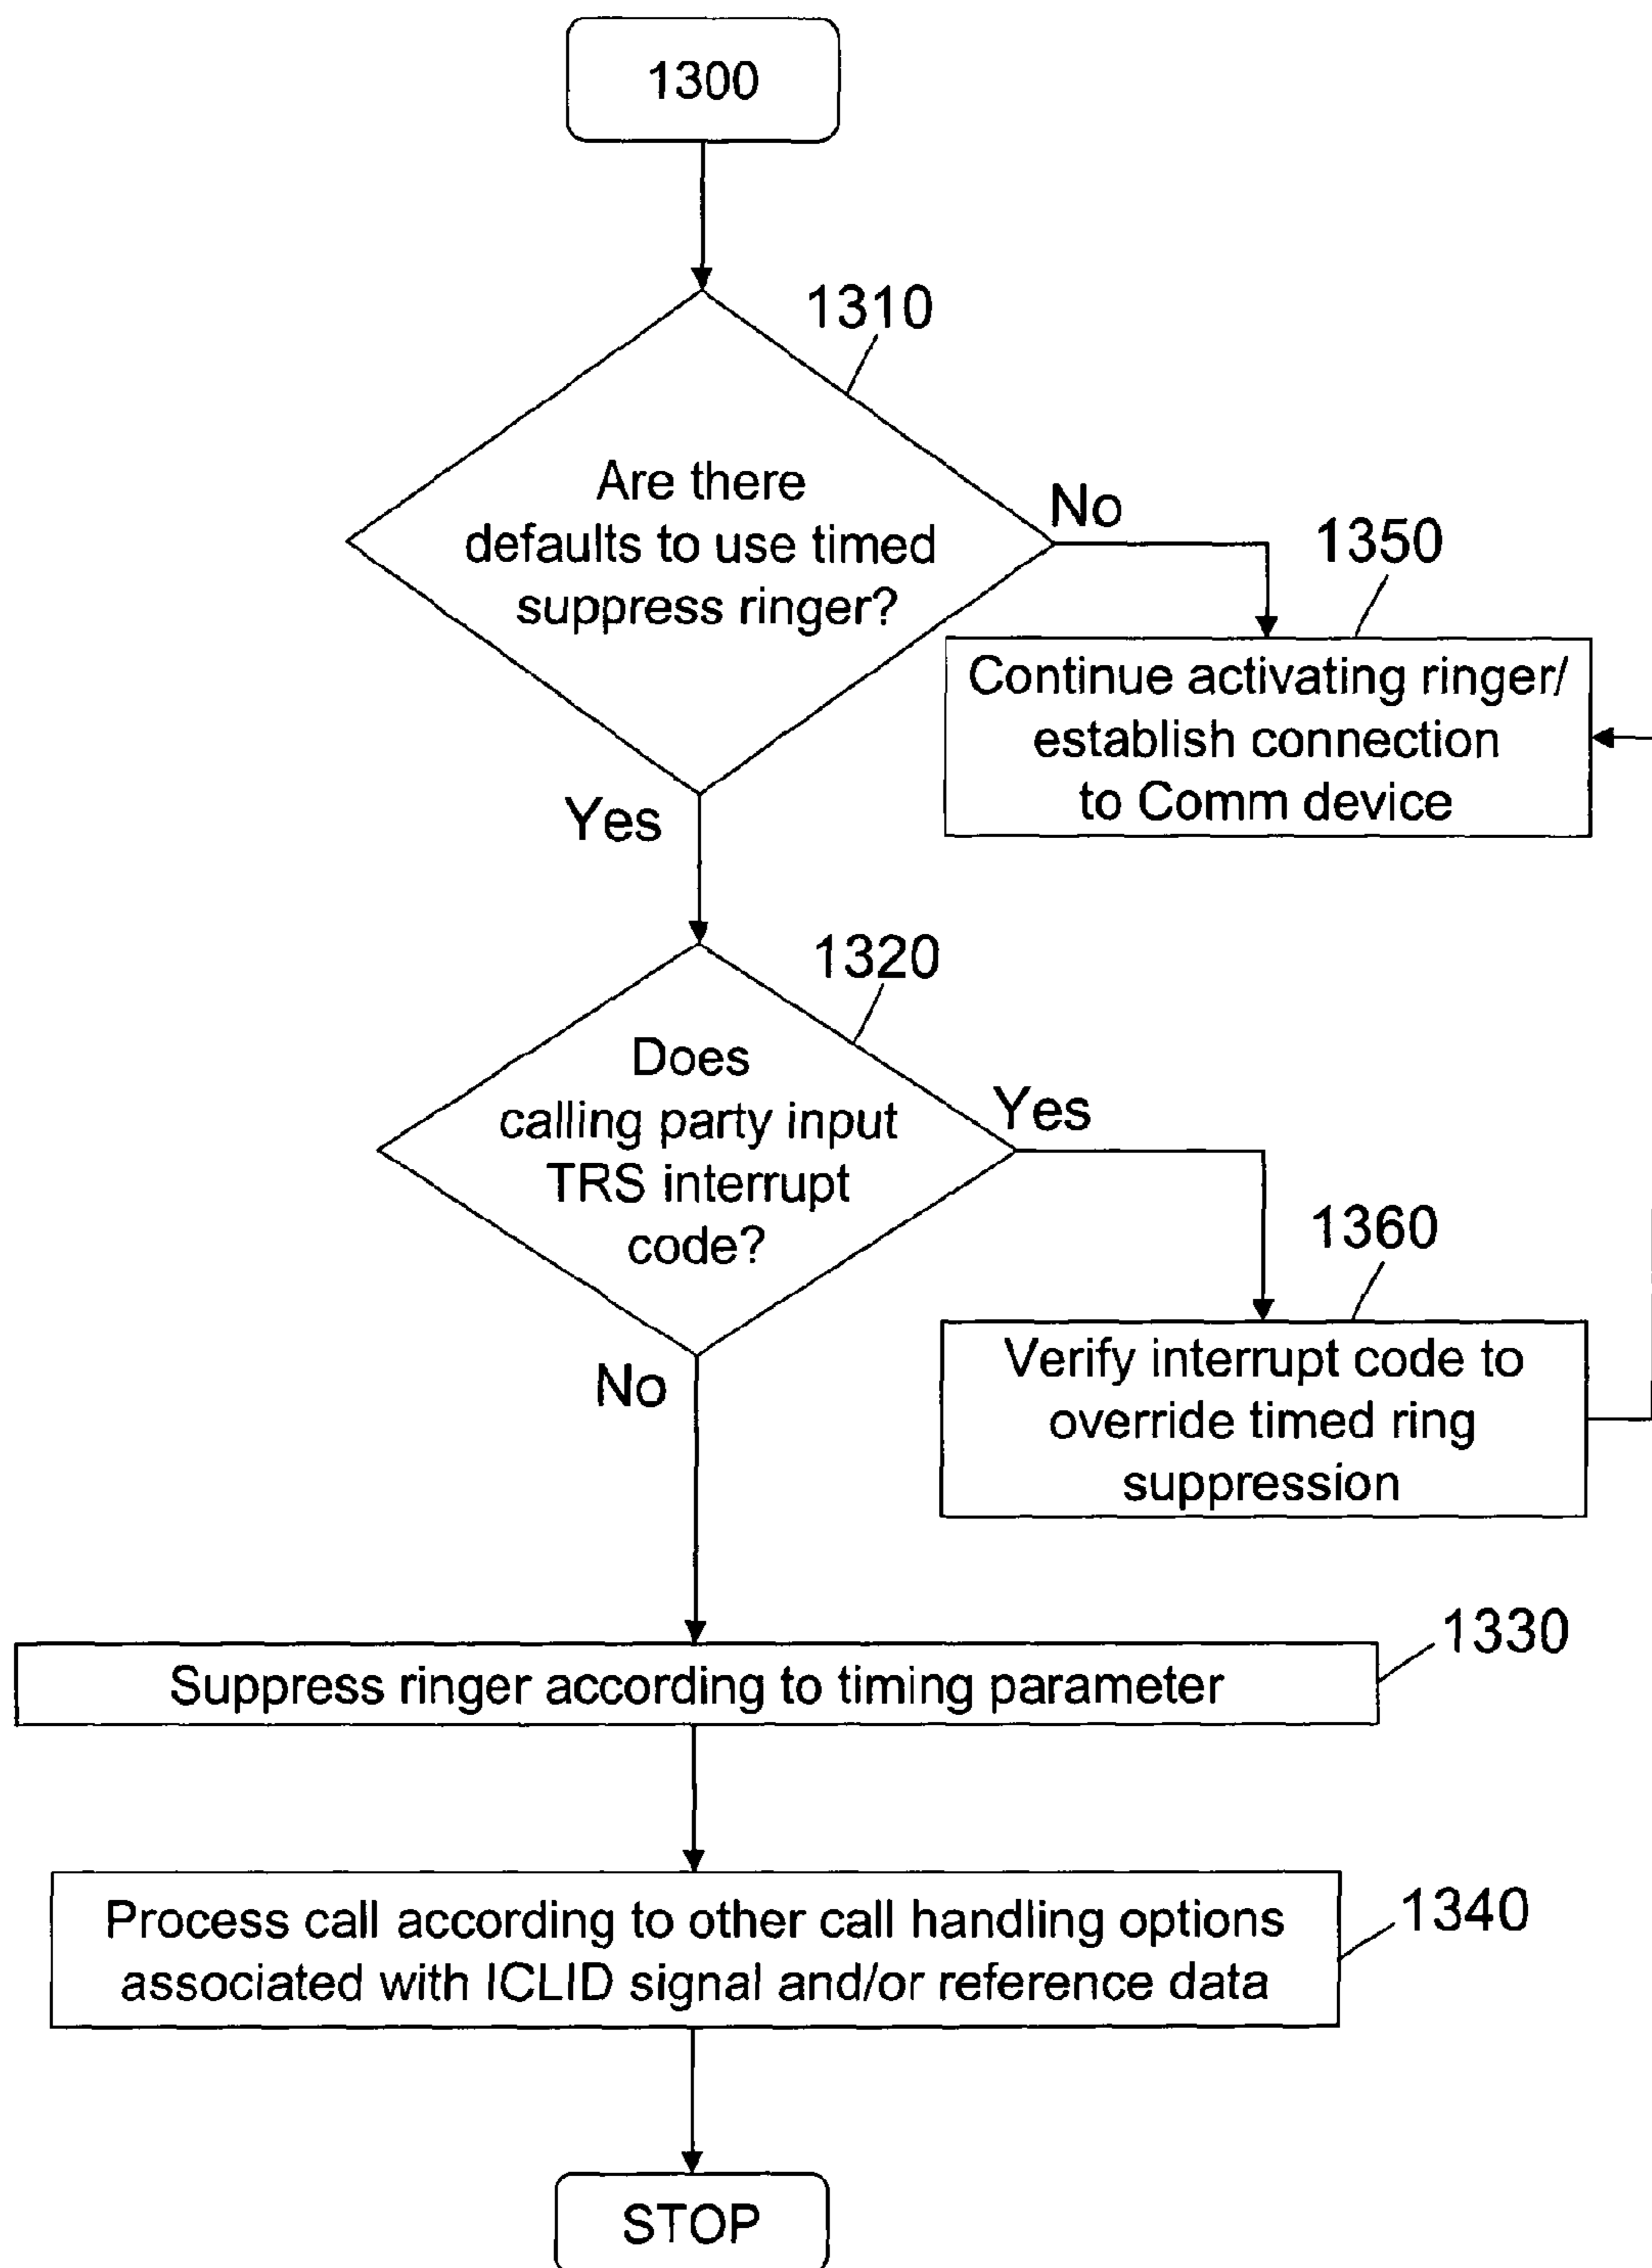 1300
1310
Are there
defaults to use timed
suppress ringer?
No
1350
Continue activating ringer/
establish connection
to Comm device
Yes
1320
Does
calling party input
TRS interrupt
code?
Yes
1360
Verify interrupt code to
override timed ring
suppression
No
1330
Suppress ringer according to timing parameter
1340
Process call according to other call handling options
associated with ICLID signal and/or reference data
STOP